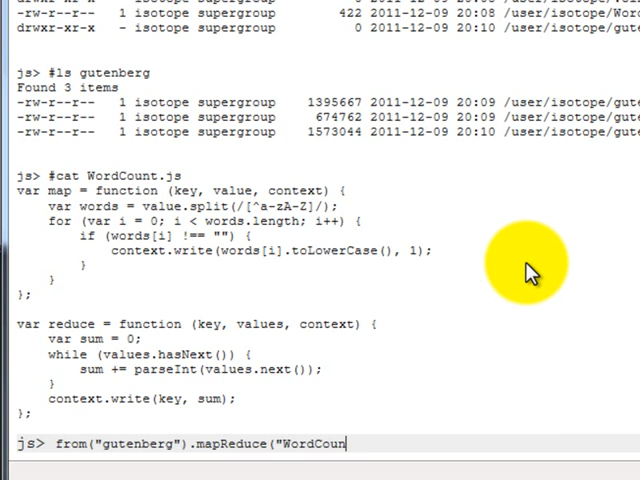 -rw-r--r-- 1 isotope supergroup 422 2011-12-09 20:08 /user/isotope/Wor
drwxr-xr-x - isotope supergroup 0 2011-12-09 20:10 /user/isotope/gute
js> #ls gutenberg
Found 3 items
-rw-r--r-- 1 isotope supergroup 1395667 2011-12-09 20:09 /user/isotope/gute
-rw-r--r-- 1 isotope supergroup 674762 2011-12-09 20:09 /user/isotope/gute
-rw-r--r-- 1 isotope supergroup 1573044 2011-12-09 20:10 /user/isotope/gute
js> #cat WordCount.js
var map = function (key, value, context) {
var words = value.split(/[^a-zA-Z]/);
for (var i = 0; i < words.length; i++) {
if (words[i] !== "") {
context.write(words[i].toLowerCase(), 1);
}
}
};
var reduce = function (key, values, context) {
var sum = 0;
while (values.hasNext()) {
sum += parseInt(values.next());
}
context.write(key, sum);
};
js> from("gutenberg").mapReduce("WordCoun